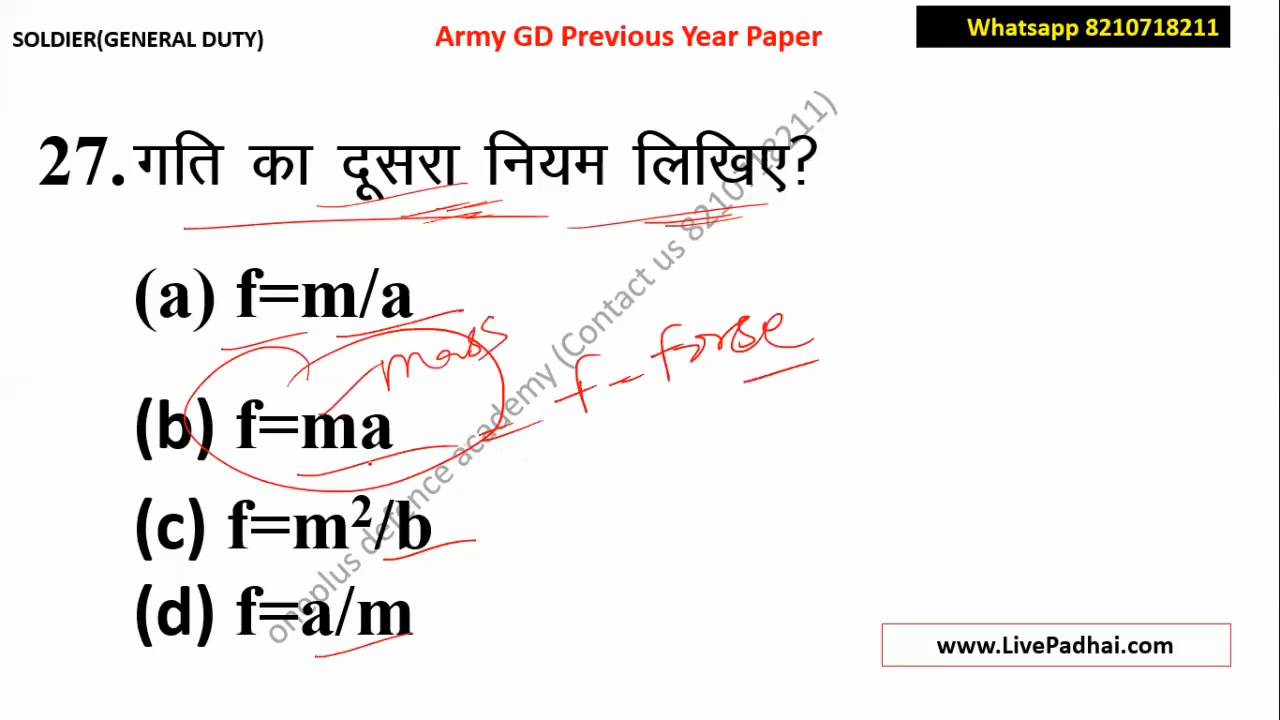 SOLDIER(GENERAL DUTY)
Army GD Previous Year Paper
Whatsapp 8210718211
27. गति का दूसरा नियम लिखिए?
(a) f=m/a
mass
f - forse
(b) f=ma
(c) f=m²/b
(d) f=a/m
oneplus defence academy (Contact us 8210718211)
www.LivePadhai.com